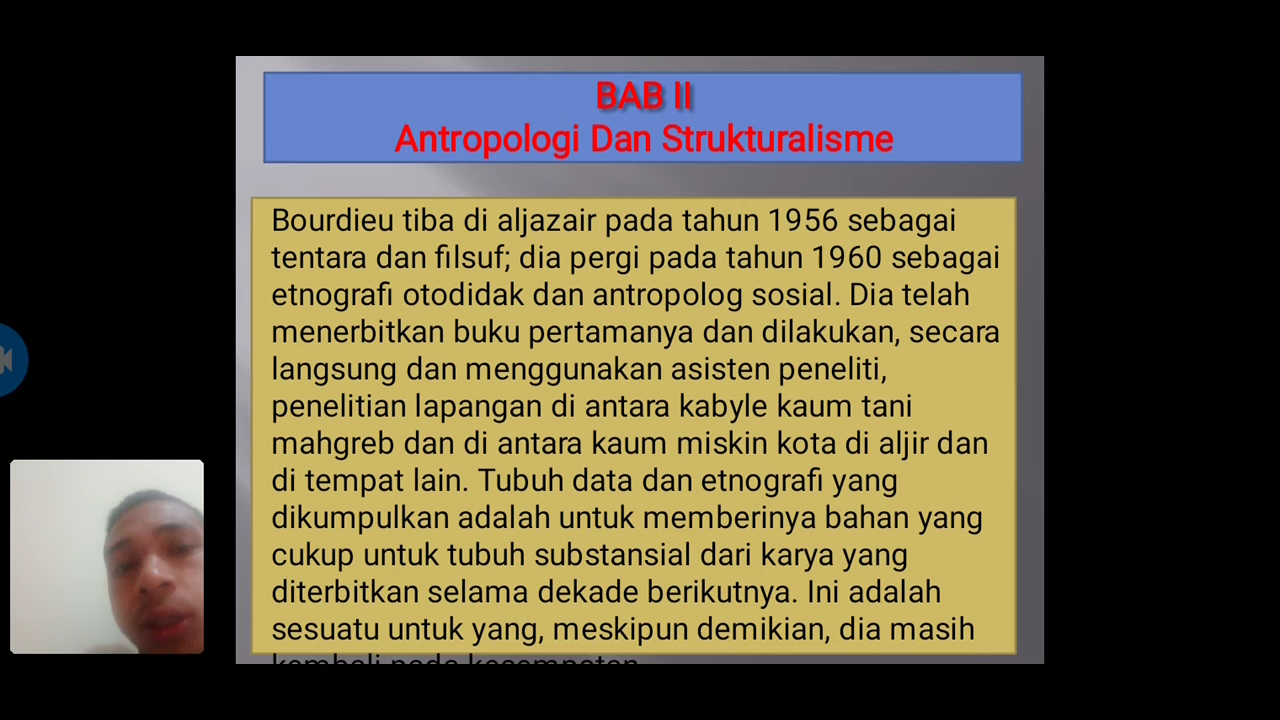 BAB II
Antropologi Dan Strukturalisme
Bourdieu tiba di aljazair pada tahun 1956 sebagai
tentara dan filsuf; dia pergi pada tahun 1960 sebagai
etnografi otodidak dan antropolog sosial. Dia telah
menerbitkan buku pertamanya dan dilakukan, secara
langsung dan menggunakan asisten peneliti,
penelitian lapangan di antara kabyle kaum tani
mahgreb dan di antara kaum miskin kota di aljir dan
di tempat lain. Tubuh data dan etnografi yang
dikumpulkan adalah untuk memberinya bahan yang
cukup untuk tubuh substansial dari karya yang
diterbitkan selama dekade berikutnya. Ini adalah
sesuatu untuk yang, meskipun demikian, dia masih